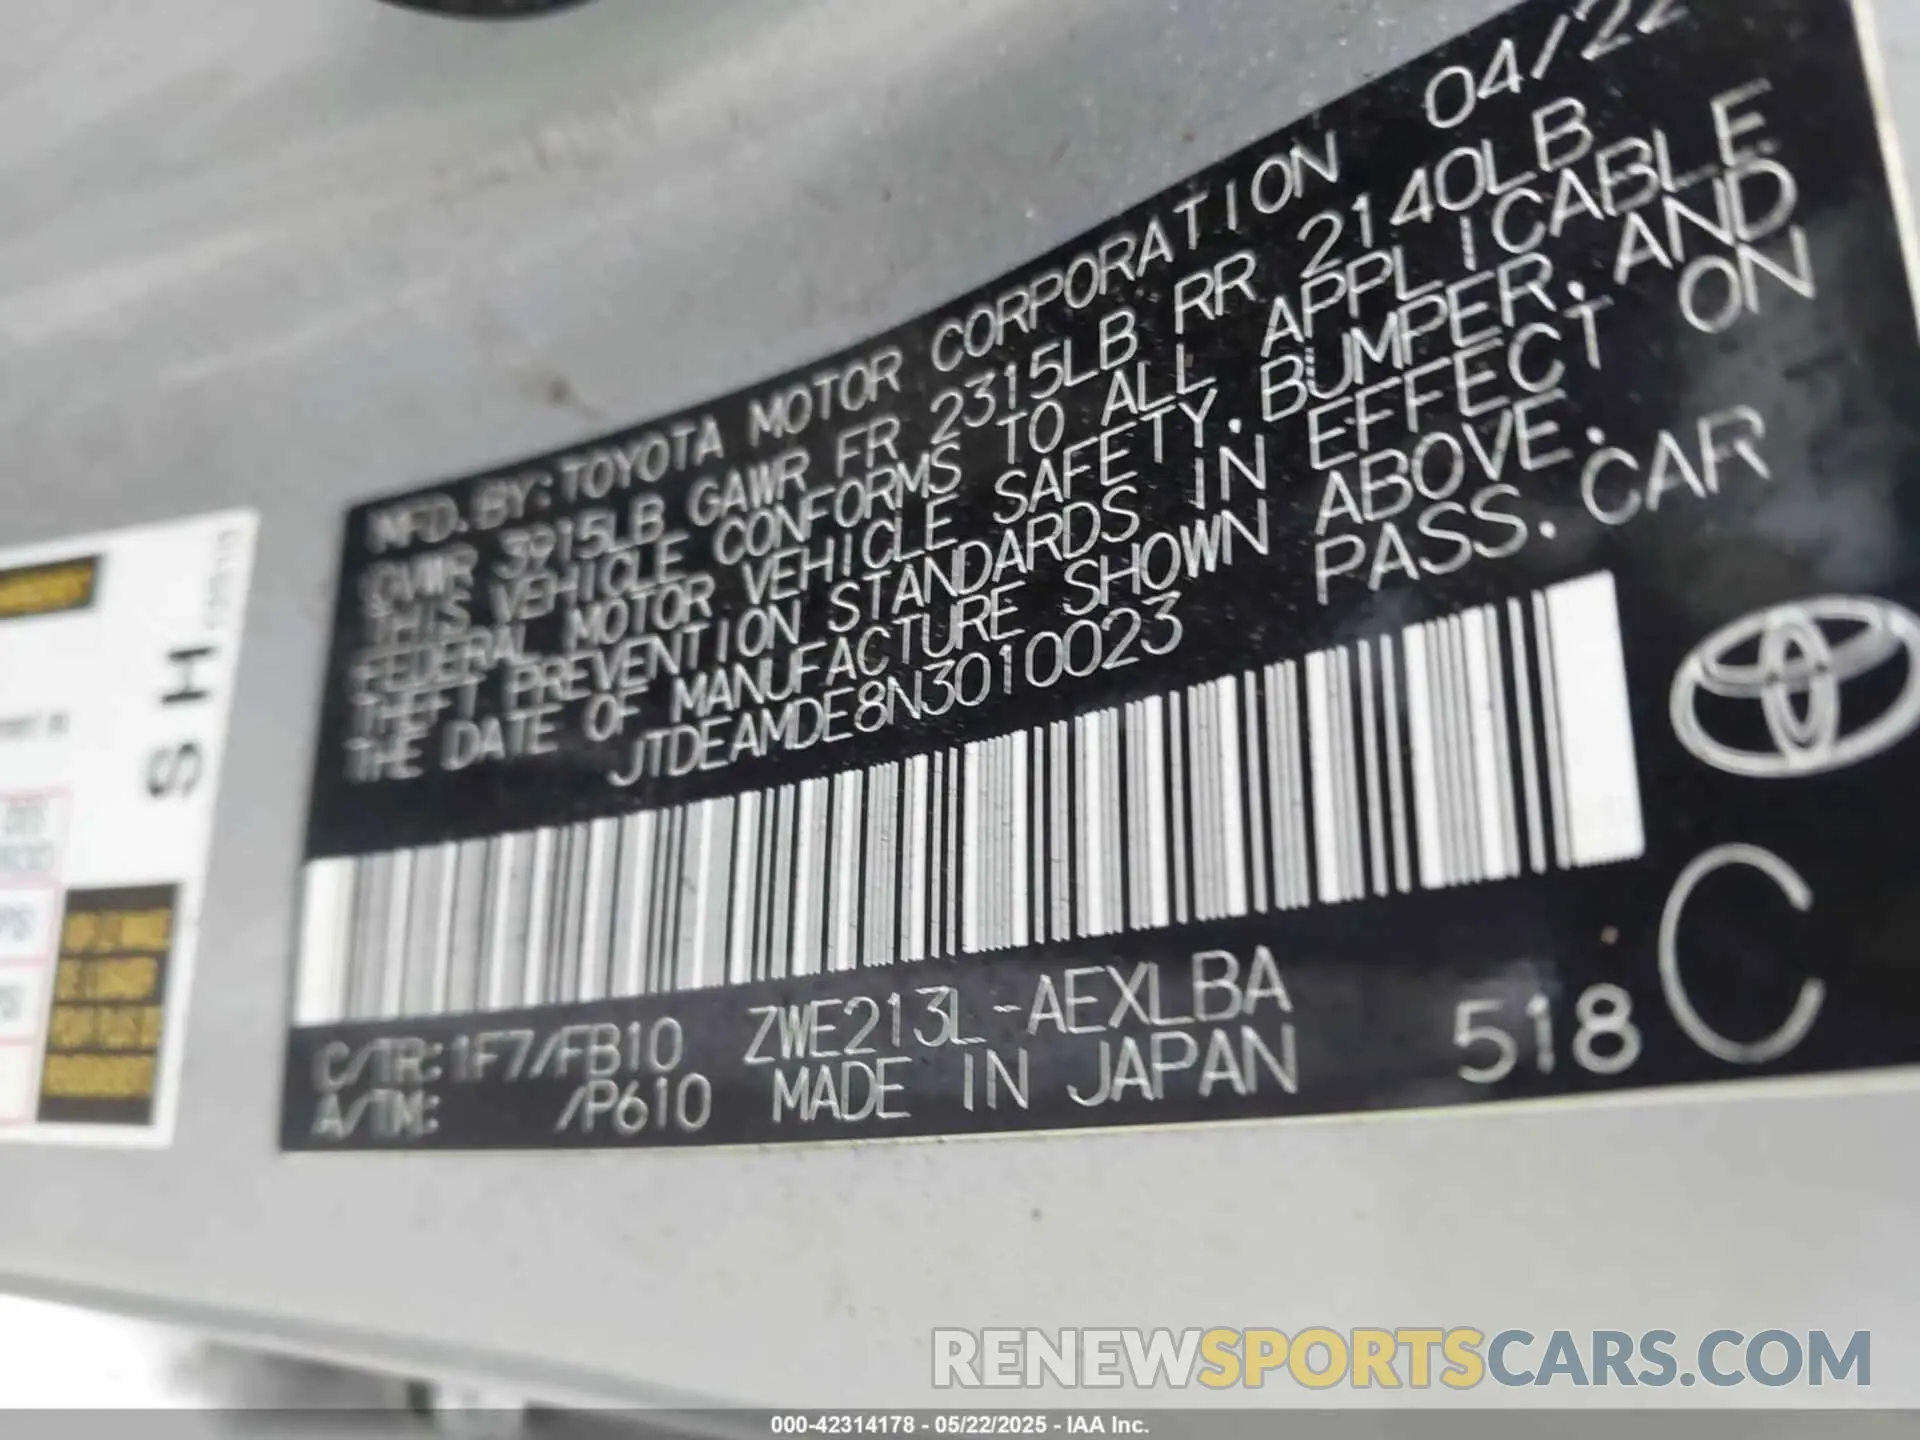 MFD. BY: TOYOTA MOTOR CORPORATION 04/22
GVWR 3915LB GAWR FR 2315LB RR 2140LB
THIS VEHICLE CONFORMS TO ALL APPLICABLE
FEDERAL MOTOR VEHICLE SAFETY, BUMPER, AND
THEFT PREVENTION STANDARDS IN EFFECT ON
THE DATE OF MANUFACTURE SHOWN ABOVE.
JTDEAMDE8N3010023 PASS. CAR
C/TR: 1F7/FB10 ZWE213L-AEXLBA
A/TM: /P610 MADE IN JAPAN 518 C
SH
RENEWSPORTSCARS.COM
000-42314178 - 05/22/2025 - IAA Inc.